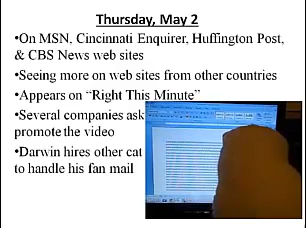 Thursday, May 2
•On MSN, Cincinnati Enquirer, Huffington Post,
& CBS News web sites
•Seeing more on web sites from other countries
•Appears on “Right This Minute”
•Several companies ask
promote the video
•Darwin hires other cat
to handle his fan mail